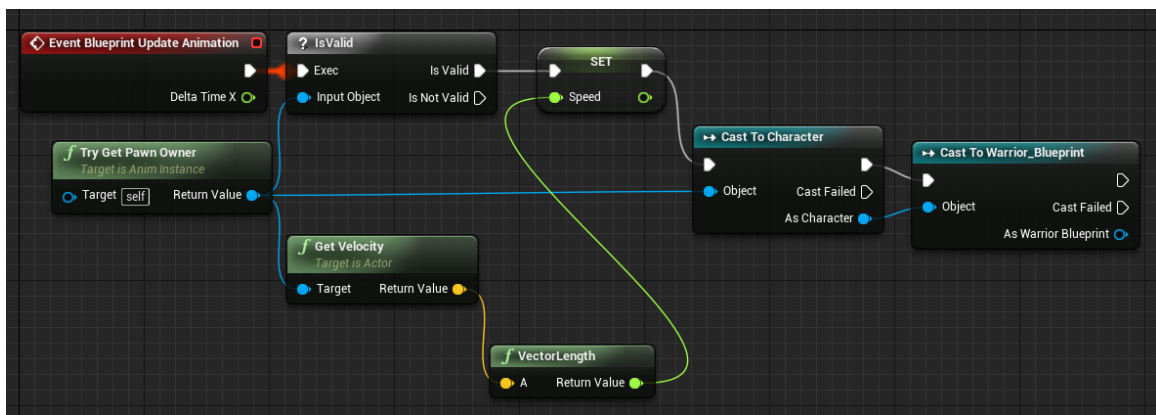 Event Blueprint Update Animation
Delta Time X
? IsValid
Exec
Is Valid
Input Object
Is Not Valid
SET
Speed
Cast To Character
Object
Cast Failed
As Character
Cast To Warrior_Blueprint
Object
Cast Failed
As Warrior Blueprint
f Try Get Pawn Owner
Target is Anim Instance
Target self
Return Value
f Get Velocity
Target is Actor
Target
Return Value
f VectorLength
A
Return Value